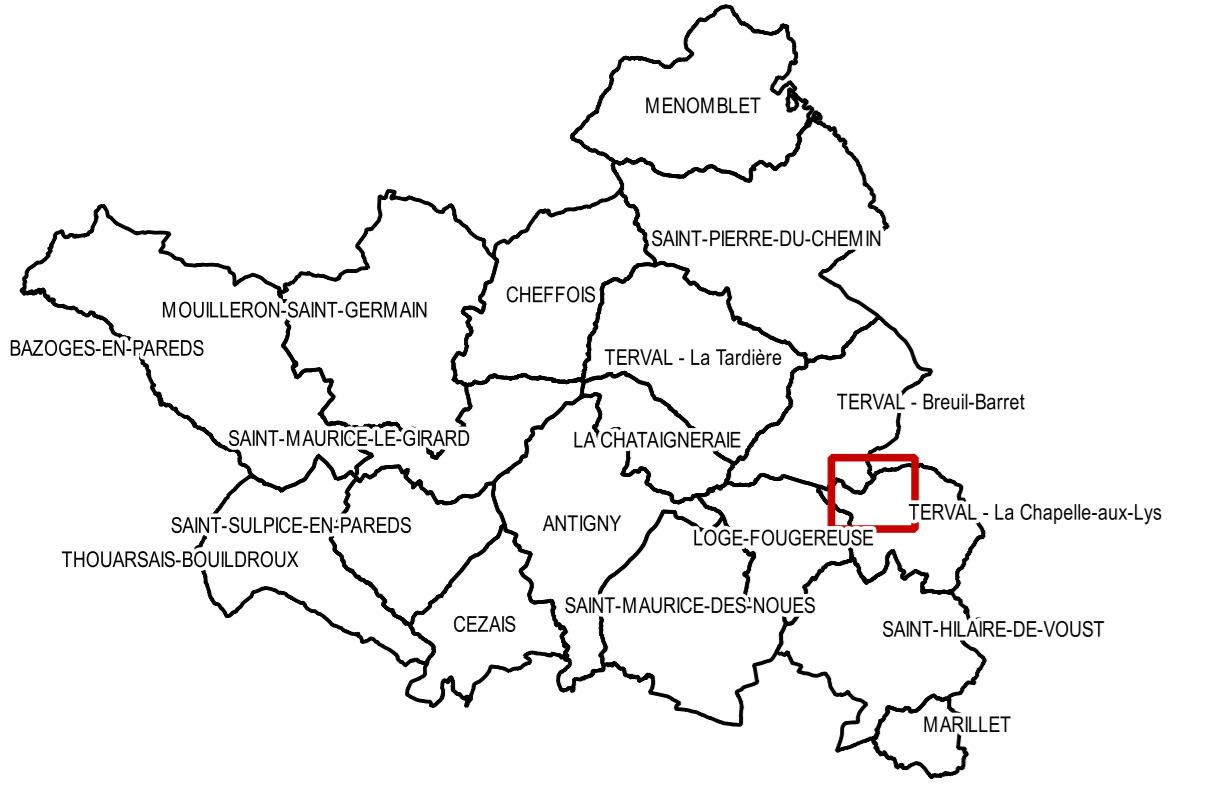 MENOMBLET
SAINT-PIERRE-DU-CHEMIN
CHEFFOIS
MOUILLERON-SAINT-GERMAIN
BAZOGES-EN-PAREDS
TERVAL - La Tardière
TERVAL - Breuil-Barret
SAINT-MAURICE-LE-GIRARD
LA CHATAIGNERAIE
TERVAL - La Chapelle-aux-Lys
SAINT-SULPICE-EN-PAREDS
ANTIGNY
LOGE-FOUGEREUSE
THOUARSAIS-BOUILDROUX
SAINT-MAURICE-DES-NOUES
CEZAIS
SAINT-HILAIRE-DE-VOUST
MARILLET